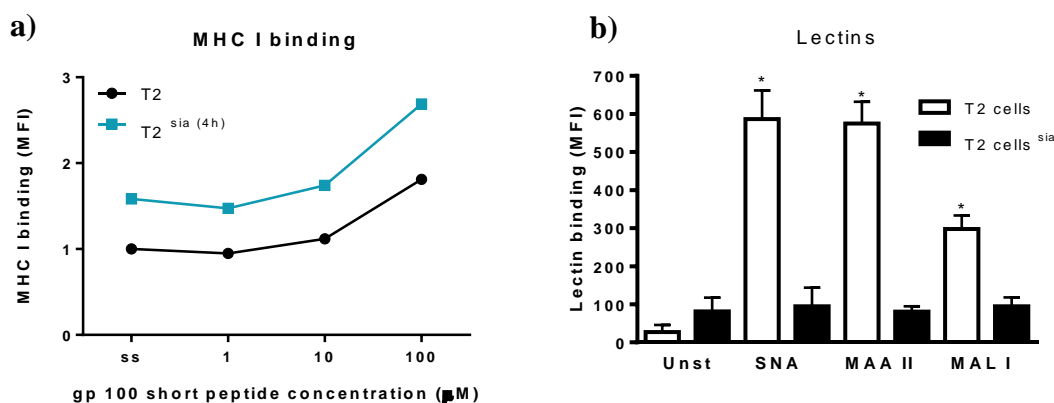 a)
MHC I binding
T2
T2 sia (4h)
MHC I binding (MFI)
3
2
1
0
ss 1 10 100
gp 100 short peptide concentration (μM)
b)
Lectins
T2 cells
T2 cells sia
Lectin binding (MFI)
700
600
500
400
300
200
100
0
* * *
Unst SNA MAA II MAL I